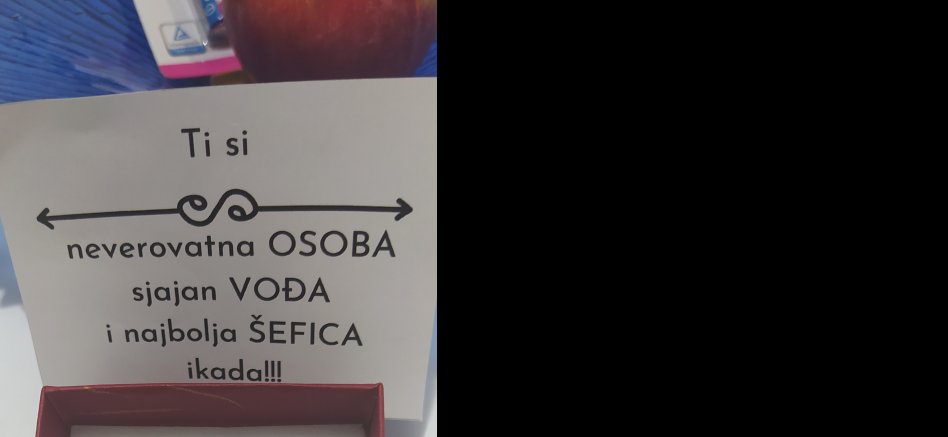 Ti si
neverovatna OSOBA
sjajan VOĐA
i najbolja ŠEFICA
ikada!!!